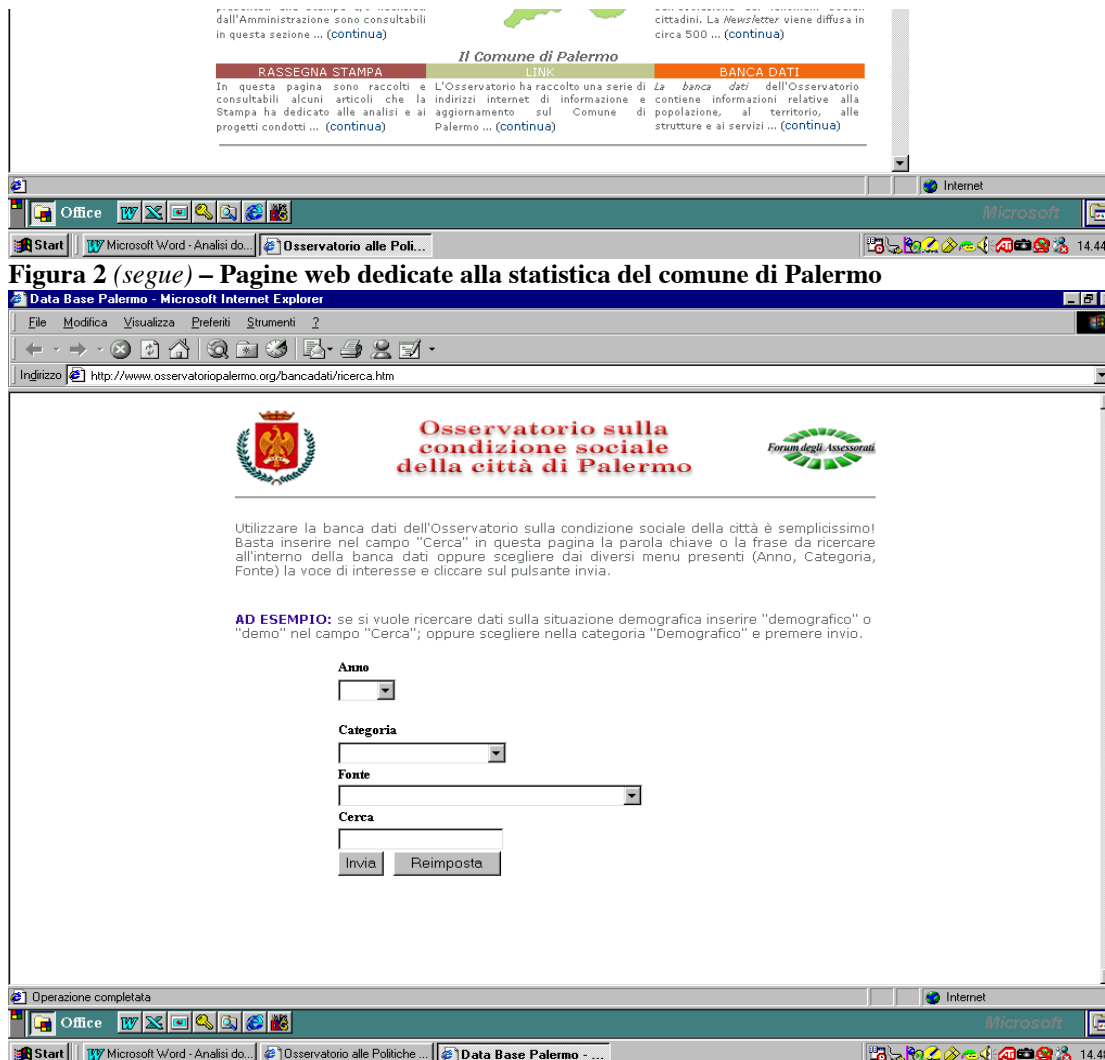 dall'Amministrazione sono consultabili
in questa sezione ... (continua)
cittadini. La Newsletter viene diffusa in
circa 500 ... (continua)
Il Comune di Palermo
RASSEGNA STAMPA
In questa pagina sono raccolti e
consultabili alcuni articoli che la
Stampa ha dedicato alle analisi e ai
progetti condotti ... (continua)
LINK
L'Osservatorio ha raccolto una serie di
indirizzi internet di informazione e
aggiornamento sul Comune di
Palermo ... (continua)
BANCA DATI
La banca dati dell'Osservatorio
contiene informazioni relative alla
popolazione, al territorio, alle
strutture e ai servizi ... (continua)
Internet
Office
Microsoft
Start Microsoft Word - Analisi do... Osservatorio alle Poli... 14.44
Figura 2 (segue) – Pagine web dedicate alla statistica del comune di Palermo
Data Base Palermo - Microsoft Internet Explorer
File Modifica Visualizza Preferiti Strumenti ?
Indirizzo http://www.osservatoriopalermo.org/bancadati/ricerca.htm
Osservatorio sulla
condizione sociale
della città di Palermo
Forum degli Assessorati
Utilizzare la banca dati dell'Osservatorio sulla condizione sociale della città è semplicissimo!
Basta inserire nel campo "Cerca" in questa pagina la parola chiave o la frase da ricercare
all'interno della banca dati oppure scegliere dai diversi menu presenti (Anno, Categoria,
Fonte) la voce di interesse e cliccare sul pulsante invia.
AD ESEMPIO: se si vuole ricercare dati sulla situazione demografica inserire "demografico" o
"demo" nel campo "Cerca"; oppure scegliere nella categoria "Demografico" e premere invio.
Anno
Categoria
Fonte
Cerca
Invia Reimposta
Operazione completata
Internet
Office
Microsoft
Start Microsoft Word - Analisi do... Osservatorio alle Politiche ... Data Base Palermo - ...